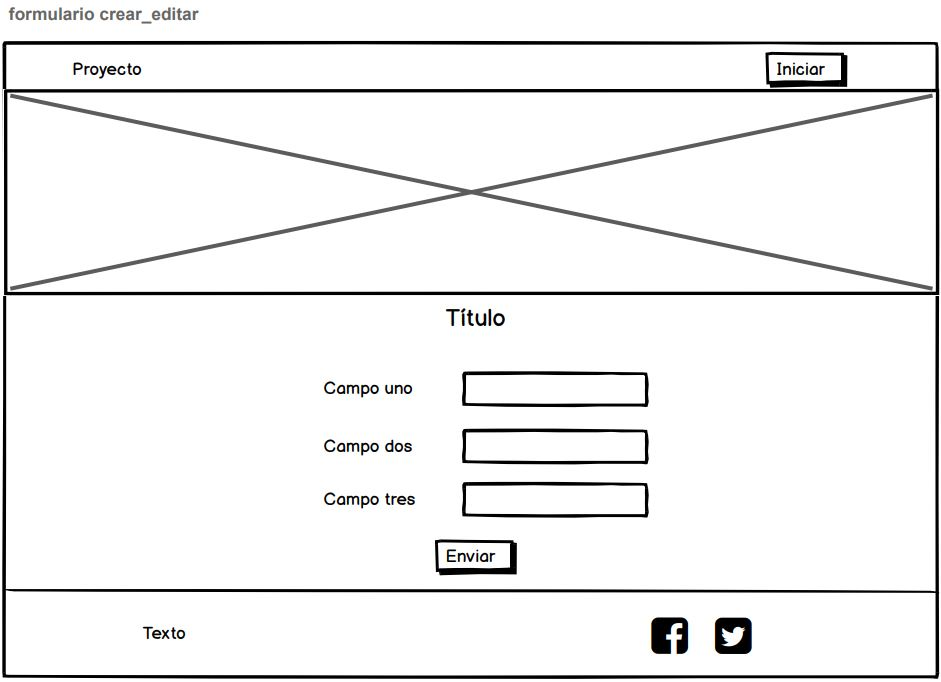 formulario crear_editar
Proyecto
Iniciar
Título
Campo uno
Campo dos
Campo tres
Enviar
Texto